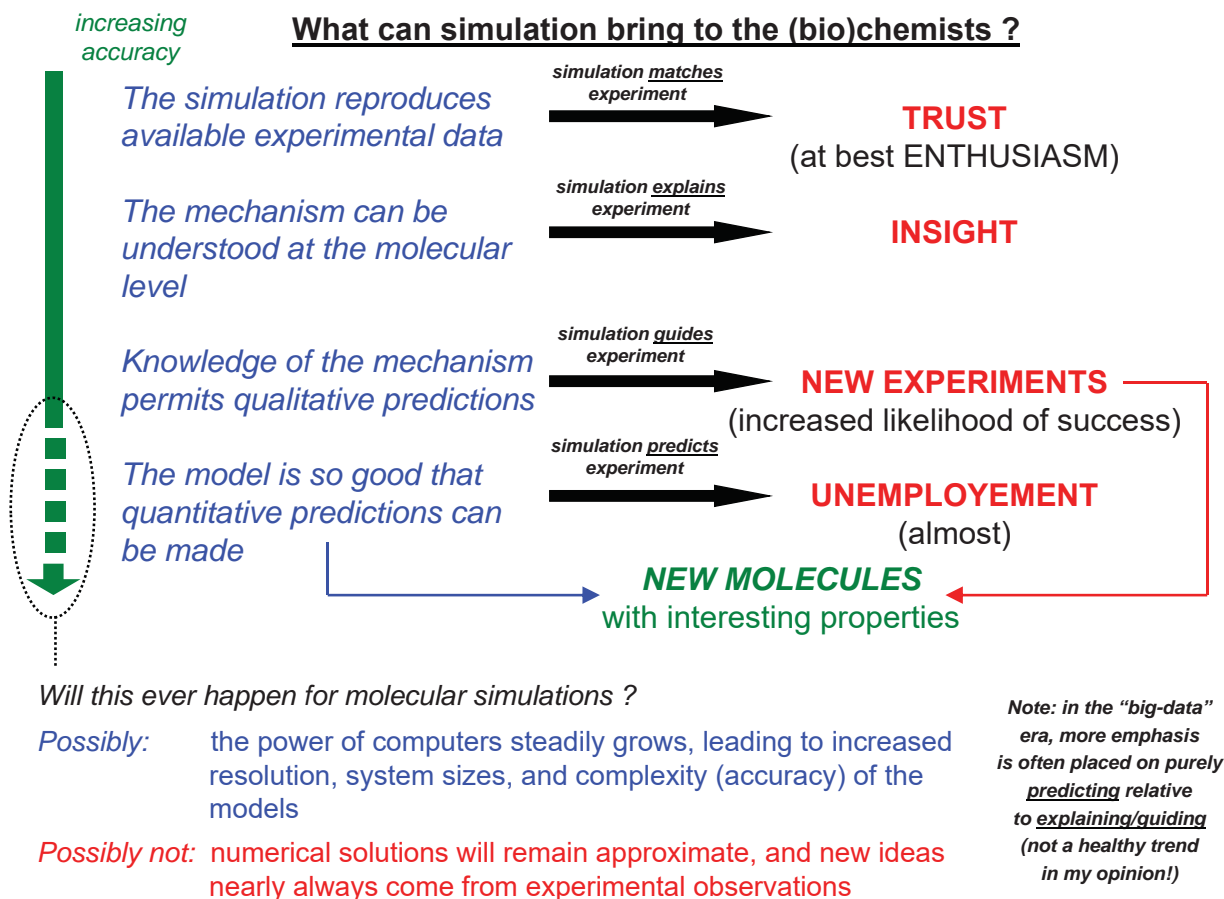 increasing
accuracy
What can simulation bring to the (bio)chemists ?
The simulation reproduces
available experimental data
simulation matches
experiment
TRUST
(at best ENTHUSIASM)
The mechanism can be
understood at the molecular
level
simulation explains
experiment
INSIGHT
Knowledge of the mechanism
permits qualitative predictions
simulation guides
experiment
NEW EXPERIMENTS
(increased likelihood of success)
The model is so good that
quantitative predictions can
be made
simulation predicts
experiment
UNEMPLOYEMENT
(almost)
NEW MOLECULES
with interesting properties
Will this ever happen for molecular simulations ?
Possibly: the power of computers steadily grows, leading to increased
resolution, system sizes, and complexity (accuracy) of the
models
Possibly not: numerical solutions will remain approximate, and new ideas
nearly always come from experimental observations
Note: in the “big-data”
era, more emphasis
is often placed on purely
predicting relative
to explaining/guiding
(not a healthy trend
in my opinion!)